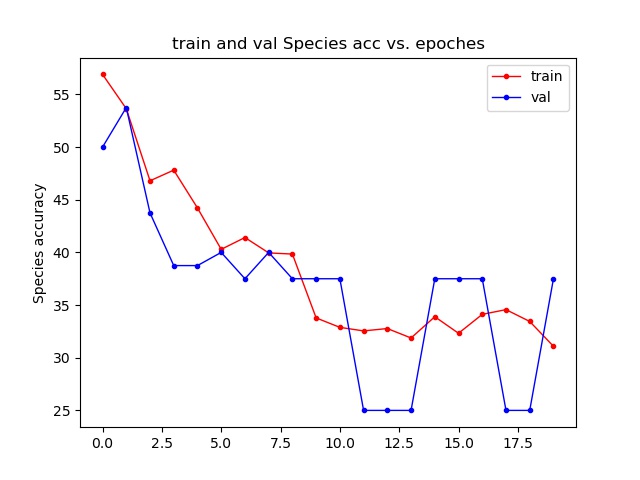 train and val Species acc vs. epoches
train
val
Species accuracy
55
50
45
40
35
30
25
0.0 2.5 5.0 7.5 10.0 12.5 15.0 17.5